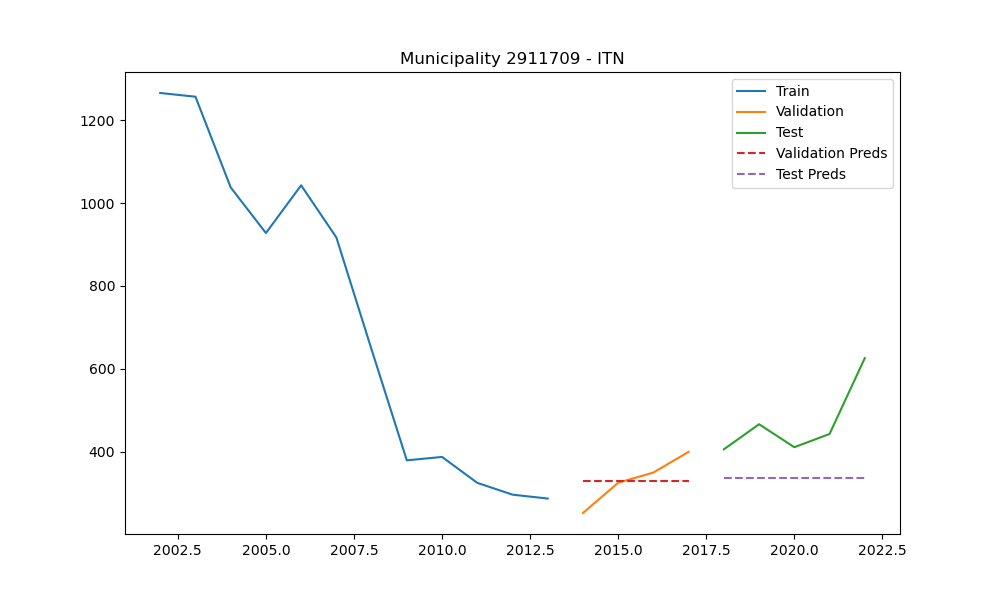 Municipality 2911709 - ITN
Train
Validation
Test
Validation Preds
Test Preds
1200
1000
800
600
400
2002.5 2005.0 2007.5 2010.0 2012.5 2015.0 2017.5 2020.0 2022.5